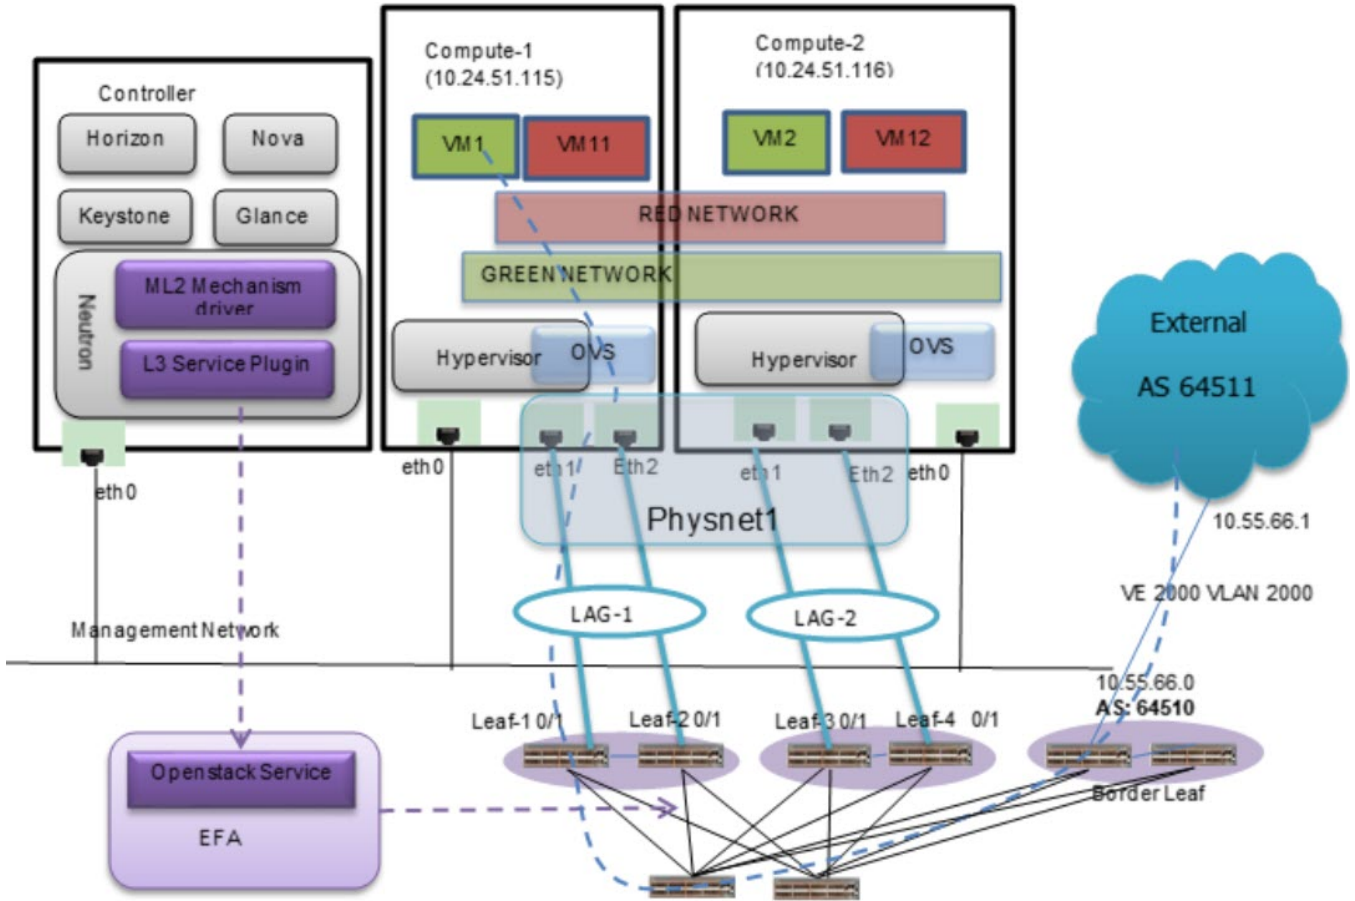 Controller
Horizon
Nova
Keystone
Glance
Neutron
ML2 Mechanism
driver
L3 Service Plugin
eth0
Compute-1
(10.24.51.115)
VM1
VM11
Compute-2
(10.24.51.116)
VM2
VM12
RED NETWORK
GREEN NETWORK
Hypervisor
OVS
Hypervisor
OVS
eth0
eth1
Eth2
eth1
Eth2
eth0
Physnet1
External
AS 64511
10.55.66.1
VE 2000 VLAN 2000
LAG-1
LAG-2
Management Network
10.55.66.0
AS: 64510
Leaf-1 0/1
Leaf-2 0/1
Leaf-3 0/1
Leaf-4 0/1
Border Leaf
Openstack Service
EFA